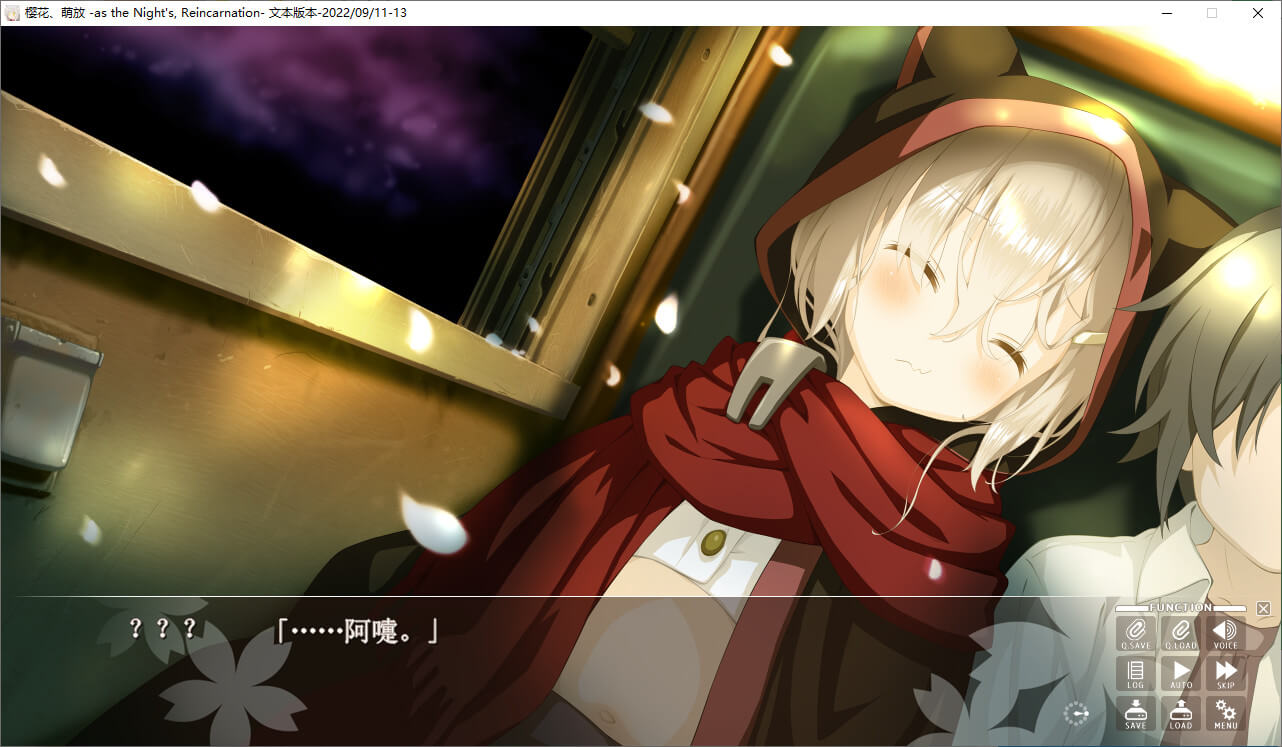 樱花、萌放 -as the Night's, Reincarnation- 文本版本-2022/09/11-13
？？？ 「……阿嚏。」
FUNCTION
Q.SAVE Q.LOAD VOICE
LOG AUTO SKIP
SAVE LOAD MENU